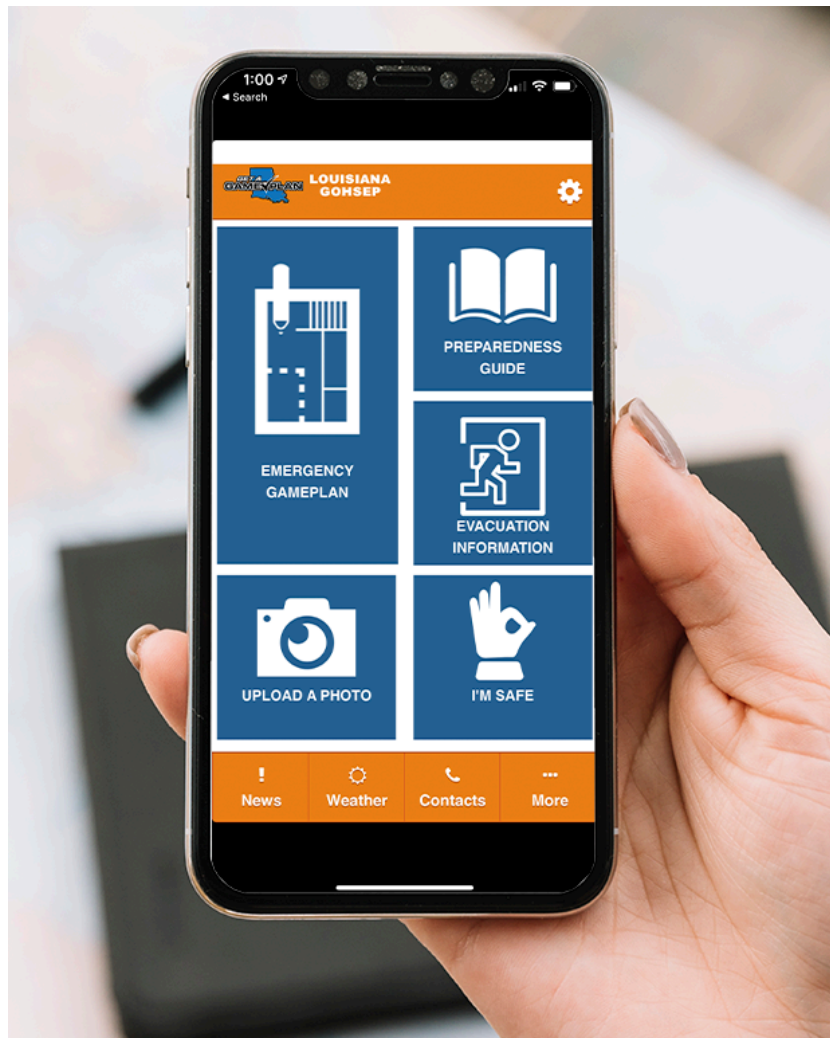 1:00
Search
GET A
GAMEPLAN
LOUISIANA
GOHSEP
EMERGENCY
GAMEPLAN
PREPAREDNESS
GUIDE
EVACUATION
INFORMATION
UPLOAD A PHOTO
I'M SAFE
News
Weather
Contacts
More